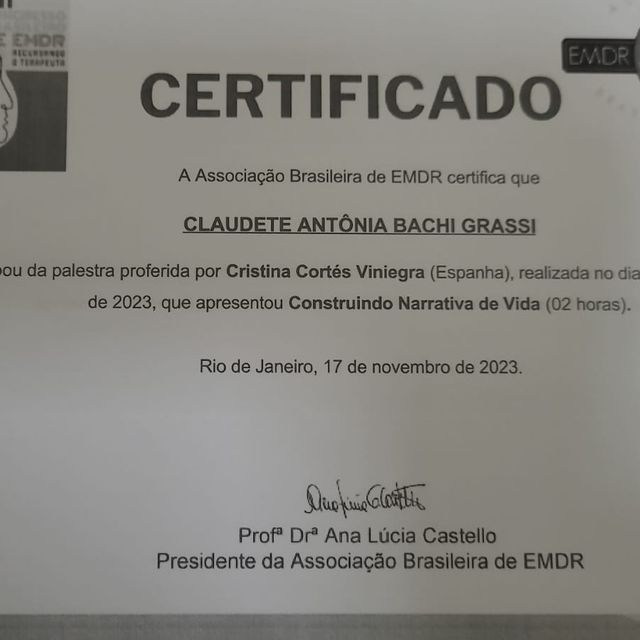 E EMDR
RECURSANDO
O TERAPEUTA
EMDR
CERTIFICADO
A Associação Brasileira de EMDR certifica que
CLAUDETE ANTÔNIA BACHI GRASSI
ou da palestra proferida por Cristina Cortés Viniegra (Espanha), realizada no dia
de 2023, que apresentou Construindo Narrativa de Vida (02 horas).
Rio de Janeiro, 17 de novembro de 2023.
Profª Drª Ana Lúcia Castello
Presidente da Associação Brasileira de EMDR